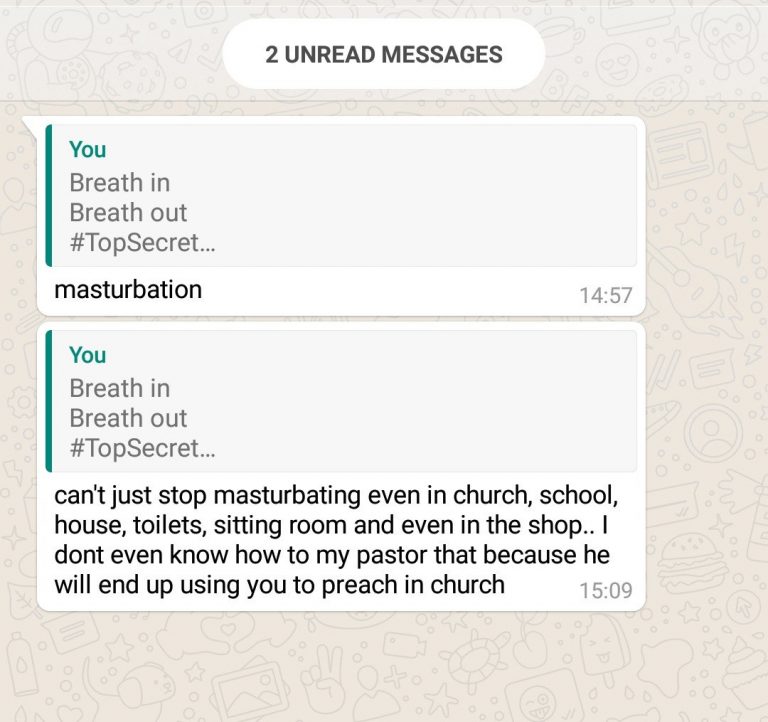 2 UNREAD MESSAGES
You
Breath in
Breath out
#TopSecret...
masturbation
14:57
You
Breath in
Breath out
#TopSecret...
can't just stop masturbating even in church, school,
house, toilets, sitting room and even in the shop.. I
dont even know how to my pastor that because he
will end up using you to preach in church
15:09